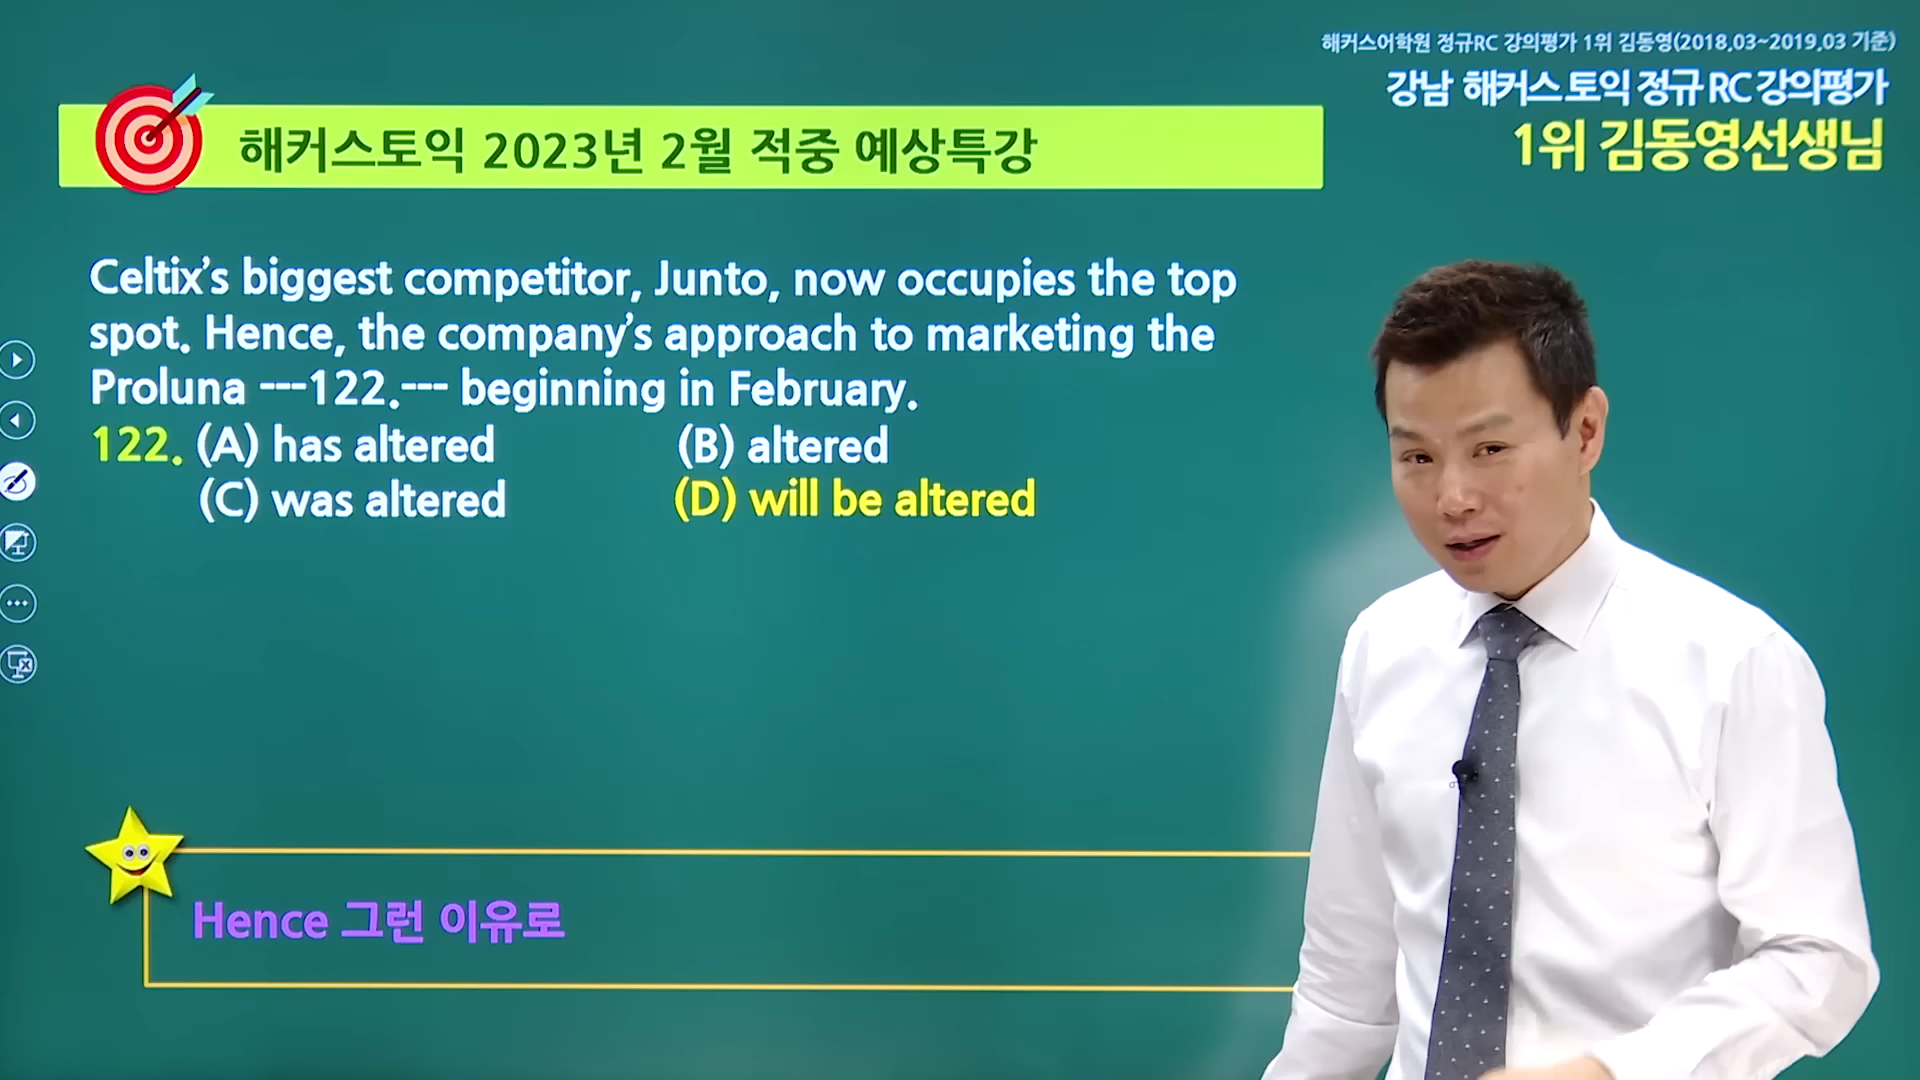 해커스어학원 정규RC 강의평가 1위 김동영(2018.03~2019.03 기준)
강남 해커스 토익 정규 RC 강의평가
1위 김동영선생님
해커스토익 2023년 2월 적중 예상특강
Celtix’s biggest competitor, Junto, now occupies the top
spot. Hence, the company’s approach to marketing the
Proluna ---122.--- beginning in February.
122. (A) has altered (B) altered
(C) was altered (D) will be altered
Hence 그런 이유로